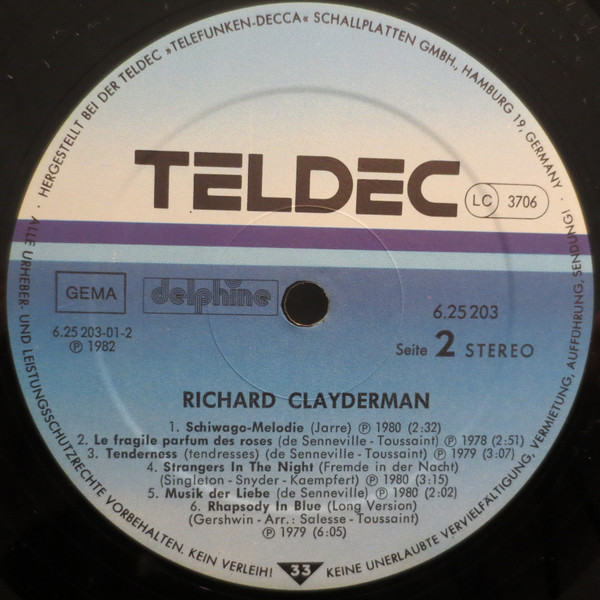 · HERGESTELLT BEI DER TELDEC »TELEFUNKEN-DECCA« SCHALLPLATTEN GMBH., HAMBURG 19, GERMANY ·
TELDEC
LC 3706
GEMA
delphine
6.25 203
6.25 203-01-2
℗ 1982
Seite 2 STEREO
RICHARD CLAYDERMAN
1. Schiwago-Melodie (Jarre) ℗ 1980 (2:32)
2. Le fragile parfum des roses (de Senneville - Toussaint) ℗ 1978 (2:51)
3. Tenderness (tendresses) (de Senneville - Toussaint) ℗ 1979 (3:07)
4. Strangers In The Night (Fremde in der Nacht)
(Singleton - Snyder - Kaempfert) ℗ 1980 (3:15)
5. Musik der Liebe (de Senneville) ℗ 1980 (2:02)
6. Rhapsody In Blue (Long Version)
(Gershwin - Arr.: Salesse - Toussaint)
℗ 1979 (6:05)
ALLE URHEBER- UND LEISTUNGSSCHUTZRECHTE VORBEHALTEN. KEIN VERLEIH! KEINE UNERLAUBTE VERVIELFÄLTIGUNG, VERMIETUNG, AUFFÜHRUNG, SENDUNG!
33